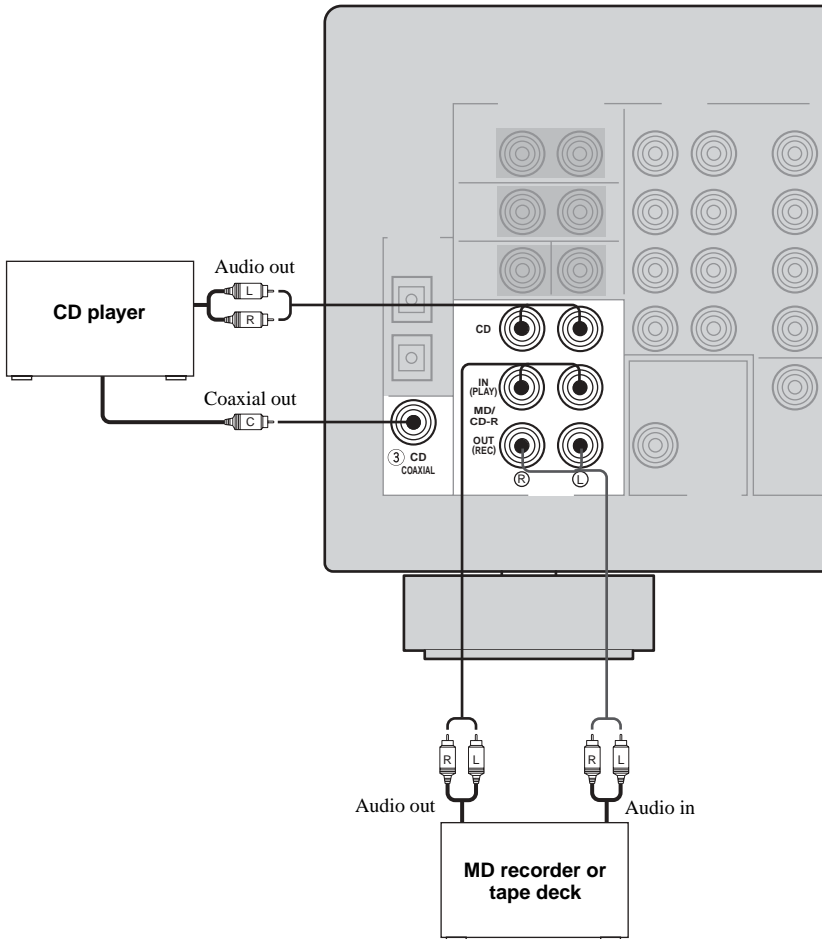 Audio out
L
R
CD player
Coaxial out
C
CD
IN
(PLAY)
MD/
CD-R
OUT
(REC)
③ CD
COAXIAL
R
L
R
L
R
L
Audio out
Audio in
MD recorder or
tape deck